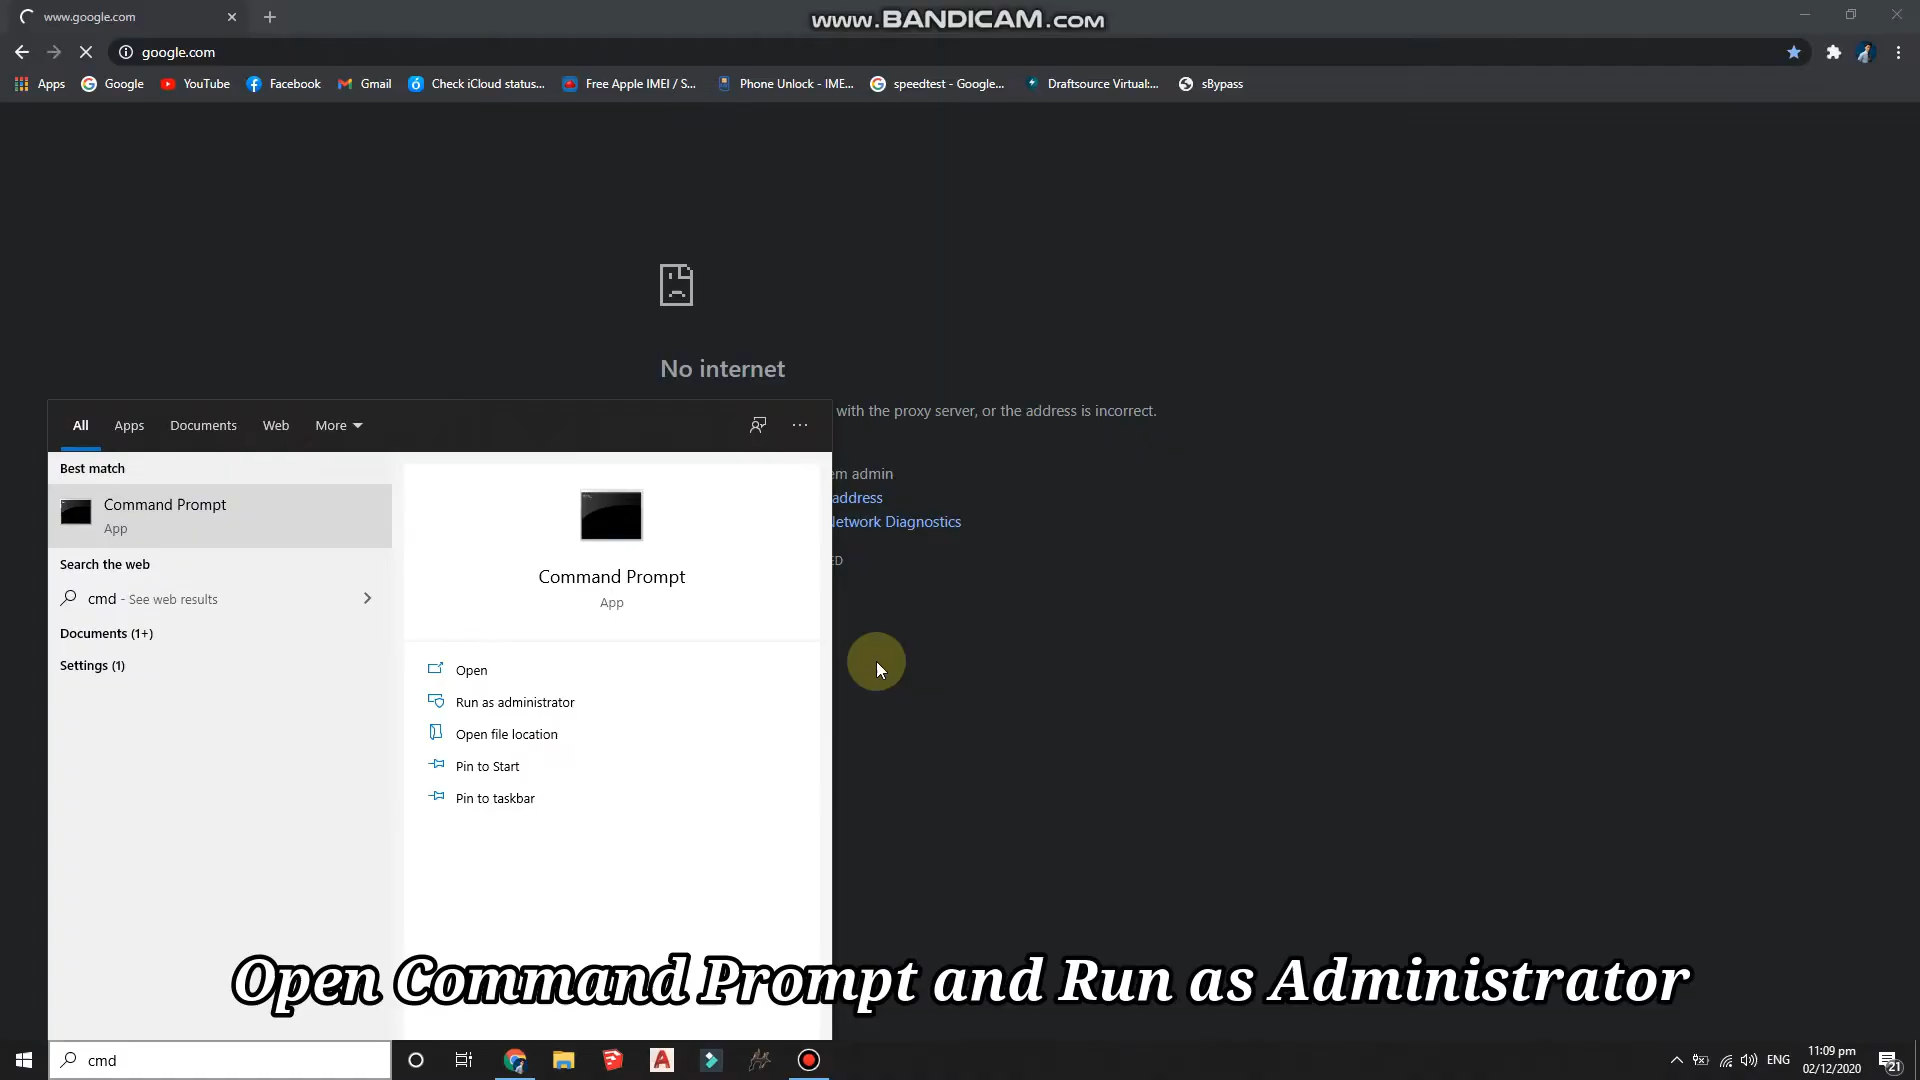 www.google.com
www.BANDICAM.com
google.com
Apps
Google
YouTube
Facebook
Gmail
Check iCloud status...
Free Apple IMEI / S...
Phone Unlock - IME...
speedtest - Google...
Draftsource Virtual:...
sBypass
No internet
with the proxy server, or the address is incorrect.
em admin
address
Network Diagnostics
ED
All
Apps
Documents
Web
More
Best match
Command Prompt
App
Search the web
cmd - See web results
Documents (1+)
Settings (1)
Command Prompt
App
Open
Run as administrator
Open file location
Pin to Start
Pin to taskbar
Open Command Prompt and Run as Administrator
cmd
ENG
11:09 pm
02/12/2020
21